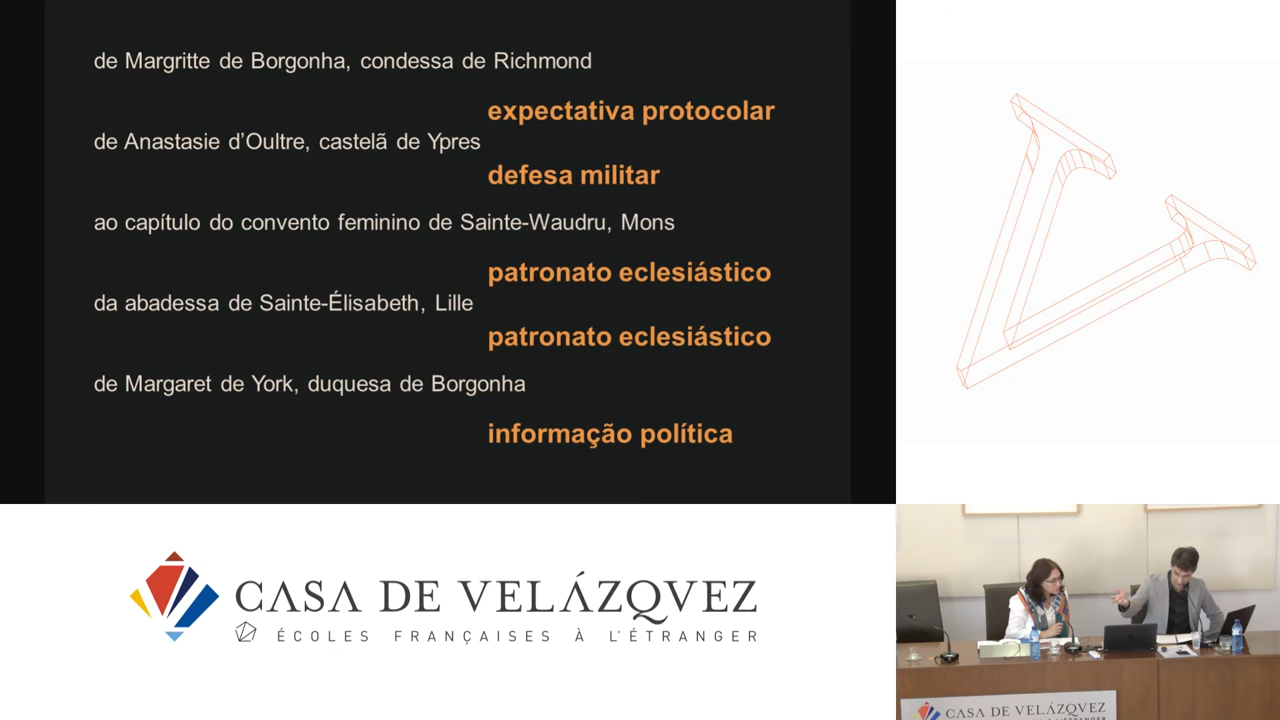 de Margritte de Borgonha, condessa de Richmond
expectativa protocolar
de Anastasie d'Oultre, castelã de Ypres
defesa militar
ao capítulo do convento feminino de Sainte-Waudru, Mons
patronato eclesiástico
da abadessa de Sainte-Élisabeth, Lille
patronato eclesiástico
de Margaret de York, duquesa de Borgonha
informação política
CASA DE VELÁZQVEZ
ÉCOLES FRANÇAISES À L'ÉTRANGER
CASA DE VELÁZQVEZ